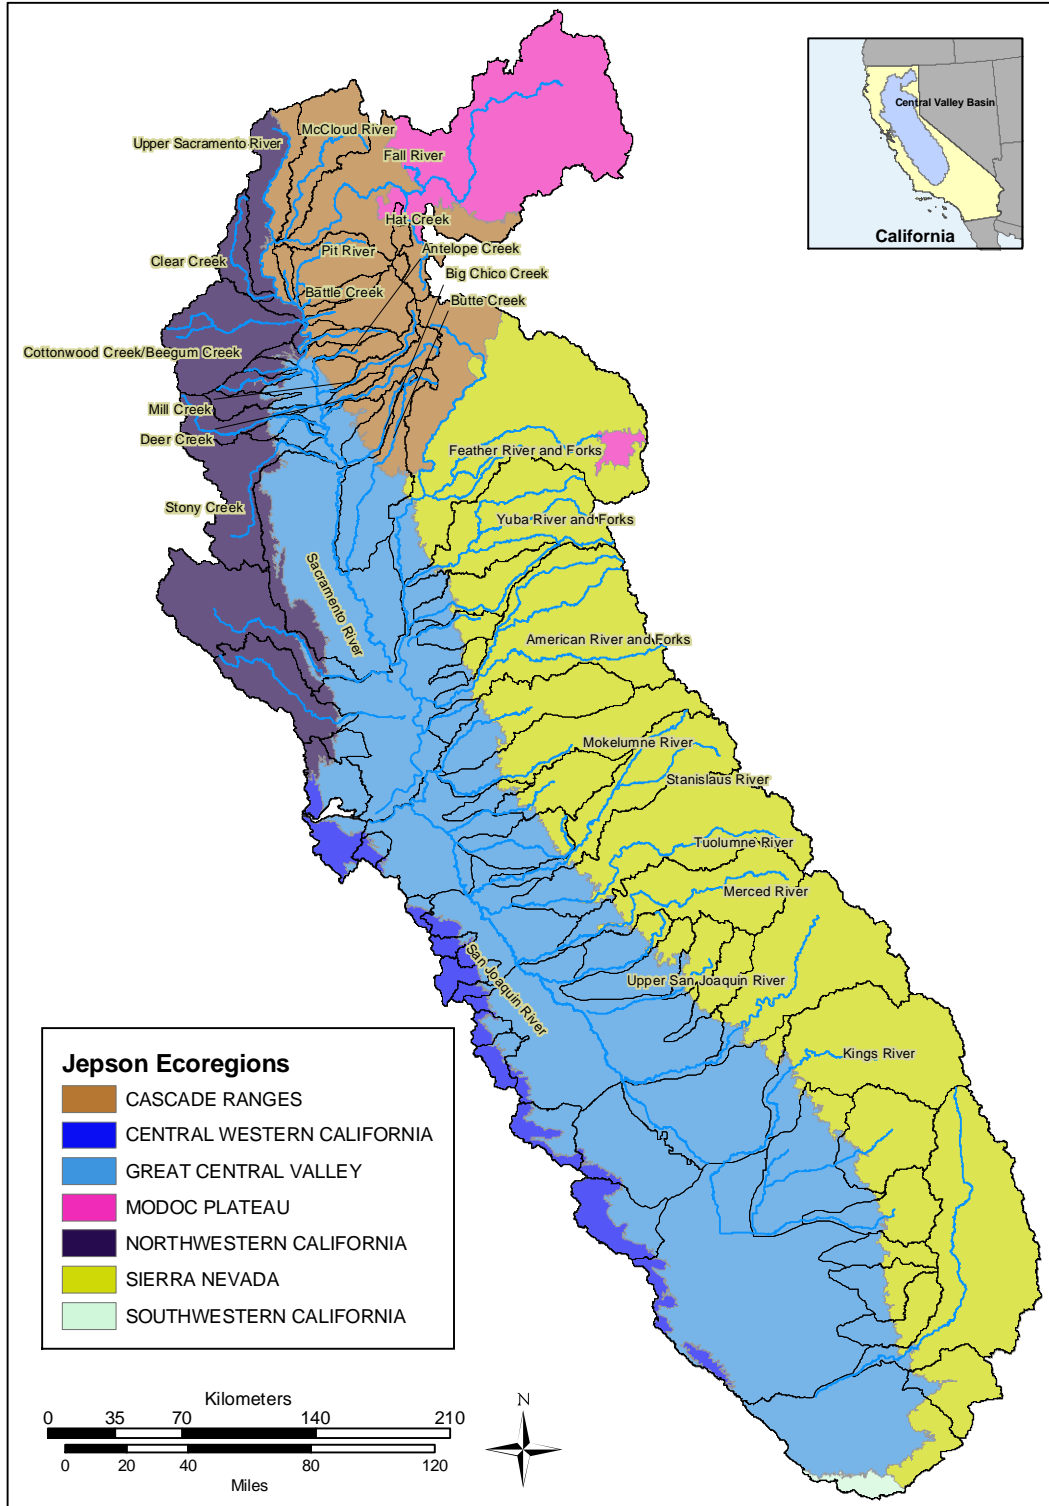 Central Valley Basin
California
McCloud River
Upper Sacramento River
Fall River
Hat Creek
Antelope Creek
Pit River
Clear Creek
Big Chico Creek
Battle Creek
Butte Creek
Cottonwood Creek/Beegum Creek
Mill Creek
Deer Creek
Feather River and Forks
Stony Creek
Yuba River and Forks
Sacramento River
American River and Forks
Mokelumne River
Stanislaus River
Tuolumne River
Merced River
San Joaquin River
Upper San Joaquin River
Kings River
Jepson Ecoregions
CASCADE RANGES
CENTRAL WESTERN CALIFORNIA
GREAT CENTRAL VALLEY
MODOC PLATEAU
NORTHWESTERN CALIFORNIA
SIERRA NEVADA
SOUTHWESTERN CALIFORNIA
Kilometers
0 35 70 140 210
0 20 40 80 120
Miles
N